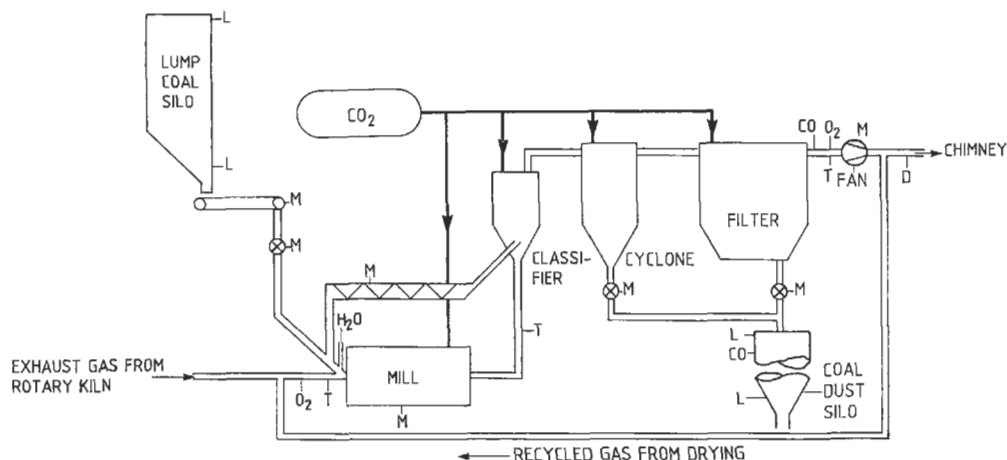 L
LUMP
COAL
SILO
L
M
M
CO2
CO O2 M
CHIMNEY
T FAN D
FILTER
CLASSI-
FIER
CYCLONE
M
M
M
H2O
T
L
CO
EXHAUST GAS FROM
ROTARY KILN
O2 T
MILL
M
L
COAL
DUST
SILO
RECYCLED GAS FROM DRYING